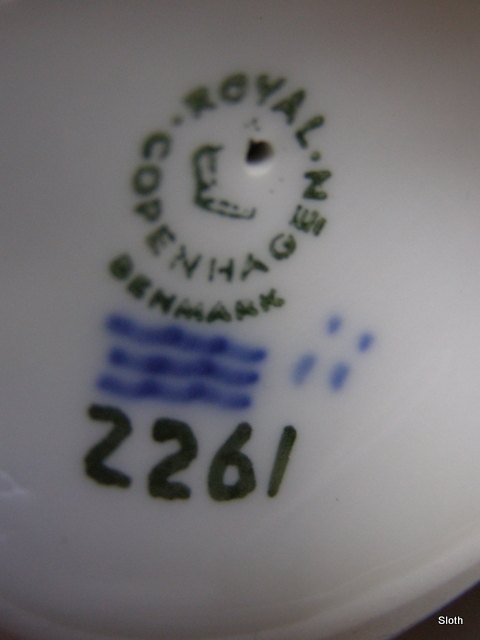 ROYAL
COPENHAGEN
DENMARK
2261
Sloth